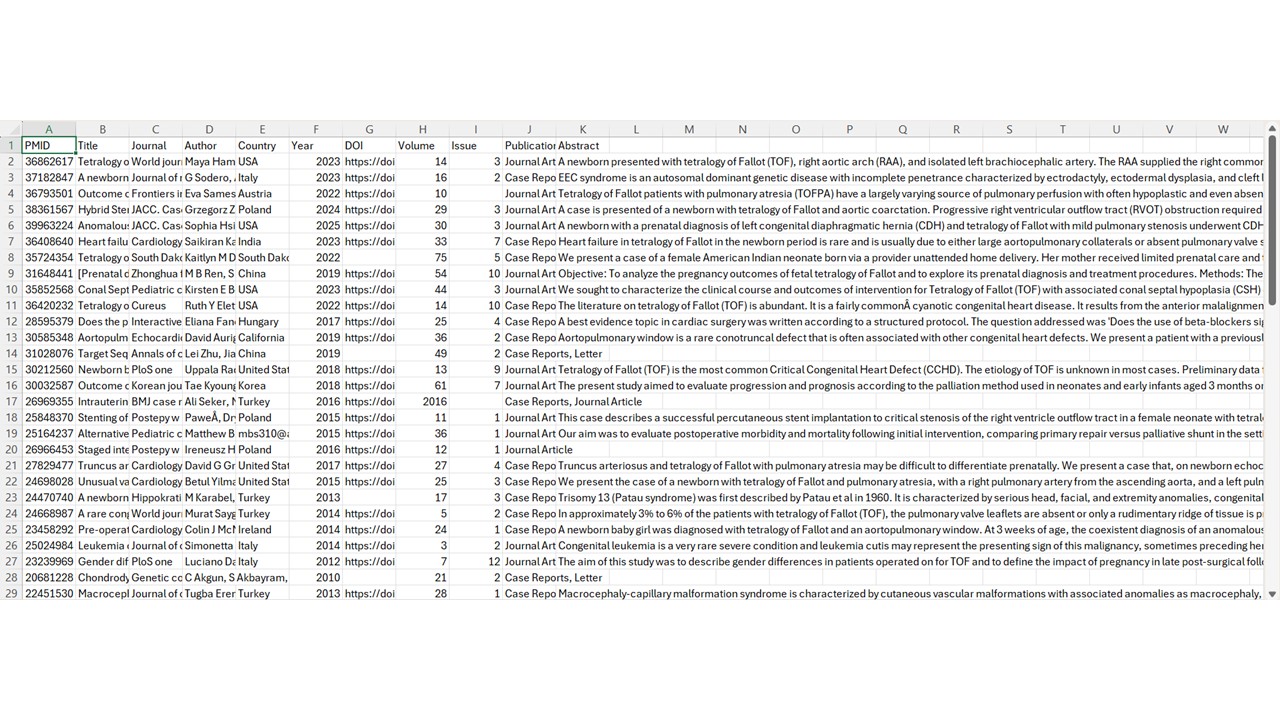 A B C D E F G H I J K L M N O P Q R S T U V W
1 PMID Title Journal Author Country Year DOI Volume Issue Publication Abstract
2 36862617 Tetralogy o World journ Maya Ham USA 2023 https://doi 14 3 Journal Art A newborn presented with tetralogy of Fallot (TOF), right aortic arch (RAA), and isolated left brachiocephalic artery. The RAA supplied the right common
3 37182847 A newborn Journal of r G Sodero, A Italy 2023 https://doi 16 2 Case Repo EEC syndrome is an autosomal dominant genetic disease with incomplete penetrance characterized by ectrodactyly, ectodermal dysplasia, and cleft l
4 36793501 Outcome c Frontiers in Eva Sames Austria 2022 https://doi 10 Journal Art Tetralogy of Fallot patients with pulmonary atresia (TOFPA) have a largely varying source of pulmonary perfusion with often hypoplastic and even absen
5 38361567 Hybrid Ste JACC. Cas Grzegorz Z Poland 2024 https://doi 29 3 Journal Art A case is presented of a newborn with tetralogy of Fallot and aortic coarctation. Progressive right ventricular outflow tract (RVOT) obstruction required
6 39963224 Anomalou JACC. Cas Sophia Hsi USA 2025 https://doi 30 3 Journal Art A newborn with a prenatal diagnosis of left congenital diaphragmatic hernia (CDH) and tetralogy of Fallot with mild pulmonary stenosis underwent CDH
7 36408640 Heart failu Cardiology Saikiran Ka India 2023 https://doi 33 7 Case Repo Heart failure in tetralogy of Fallot in the newborn period is rare and is usually due to either large aortopulmonary collaterals or absent pulmonary valve s
8 35724354 Tetralogy o South Dako Kaitlyn M D South Dako 2022 75 5 Case Repo We present a case of a female American Indian neonate born via a provider unattended home delivery. Her mother received limited prenatal care and
9 31648441 [Prenatal d Zhonghua f M B Ren, S China 2019 https://doi 54 10 Journal Art Objective: To analyze the pregnancy outcomes of fetal tetralogy of Fallot and to explore its prenatal diagnosis and treatment procedures. Methods: The
10 35852568 Conal Sept Pediatric c Kirsten E B USA 2023 https://doi 44 3 Journal Art We sought to characterize the clinical course and outcomes of intervention for Tetralogy of Fallot (TOF) with associated conal septal hypoplasia (CSH)
11 36420232 Tetralogy o Cureus Ruth Y Elet USA 2022 https://doi 14 10 Case Repo The literature on tetralogy of Fallot (TOF) is abundant. It is a fairly commonÂ cyanotic congenital heart disease. It results from the anterior malalignmen
12 28595379 Does the p Interactive Eliana Fan Hungary 2017 https://doi 25 4 Case Repo A best evidence topic in cardiac surgery was written according to a structured protocol. The question addressed was 'Does the use of beta-blockers sig
13 30585348 Aortopulm Echocardi David Aurig California 2019 https://doi 36 2 Case Repo Aortopulmonary window is a rare conotruncal defect that is often associated with other congenital heart defects. We present a patient with a previousl
14 31028076 Target Seq Annals of c Lei Zhu, Jia China 2019 49 2 Case Reports, Letter
15 30212560 Newborn t PLoS one Uppala Rad United Stat 2018 https://doi 13 9 Journal Art Tetralogy of Fallot (TOF) is the most common Critical Congenital Heart Defect (CCHD). The etiology of TOF is unknown in most cases. Preliminary data
16 30032587 Outcome c Korean jou Tae Kyoung Korea 2018 https://doi 61 7 Journal Art The present study aimed to evaluate progression and prognosis according to the palliation method used in neonates and early infants aged 3 months or
17 26969355 Intrauterin BMJ case r Ali Seker, M Turkey 2016 https://doi 2016 Case Reports, Journal Article
18 25848370 Stenting of Postepy w PaweÅ, Dry Poland 2015 https://doi 11 1 Journal Art This case describes a successful percutaneous stent implantation to critical stenosis of the right ventricle outflow tract in a female neonate with tetral
19 25164237 Alternative Pediatric c Matthew B mbs310@a 2015 https://doi 36 1 Journal Art Our aim was to evaluate postoperative morbidity and mortality following initial intervention, comparing primary repair versus palliative shunt in the sett
20 26966453 Staged inte Postepy w Ireneusz H Poland 2016 https://doi 12 1 Journal Article
21 27829477 Truncus ar Cardiology David G Gr United Stat 2017 https://doi 27 4 Case Repo Truncus arteriosus and tetralogy of Fallot with pulmonary atresia may be difficult to differentiate prenatally. We present a case that, on newborn echoc
22 24698028 Unusual va Cardiology Betul Yilma United Stat 2015 https://doi 25 3 Case Repo We present the case of a newborn with tetralogy of Fallot and pulmonary atresia, with a right pulmonary artery from the ascending aorta, and a left pul
23 24470740 A newborn Hippokrati M Karabel, Turkey 2013 17 3 Case Repo Trisomy 13 (Patau syndrome) was first described by Patau et al in 1960. It is characterized by serious head, facial, and extremity anomalies, congenital
24 24668987 A rare cong World jour Murat Sayg Turkey 2014 https://doi 5 2 Case Repo In approximately 3% to 6% of the patients with tetralogy of Fallot (TOF), the pulmonary valve leaflets are absent or only a rudimentary ridge of tissue is p
25 23458292 Pre-operat Cardiology Colin J McM Ireland 2014 https://doi 24 1 Case Repo A newborn baby girl was diagnosed with tetralogy of Fallot and an aortopulmonary window. At 3 weeks of age, the coexistent diagnosis of an anomalous
26 25024984 Leukemia c Journal of c Simonetta Italy 2014 https://doi 3 2 Journal Art Congenital leukemia is a very rare severe condition and leukemia cutis may represent the presenting sign of this malignancy, sometimes preceding her
27 23239969 Gender dif PLoS one Luciano Da Italy 2012 https://doi 7 12 Journal Art The aim of this study was to describe gender differences in patients operated on for TOF and to define the impact of pregnancy in late post-surgical foll
28 20681228 Chondrody Genetic co C Akgun, S Akbayram, 2010 21 2 Case Reports, Letter
29 22451530 Macrocepl Journal of c Tugba Erer Turkey 2013 https://doi 28 1 Case Repo Macrocephaly-capillary malformation syndrome is characterized by cutaneous vascular malformations with associated anomalies as macrocephaly,